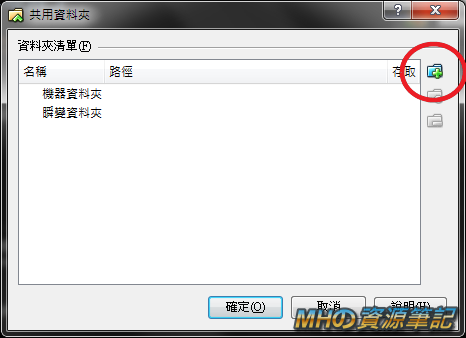 共用資料夾
資料夾清單(F)
名稱 路徑 存取
機器資料夾
瞬變資料夾
確定(O) 取消 說明(H)
MHの資源筆記